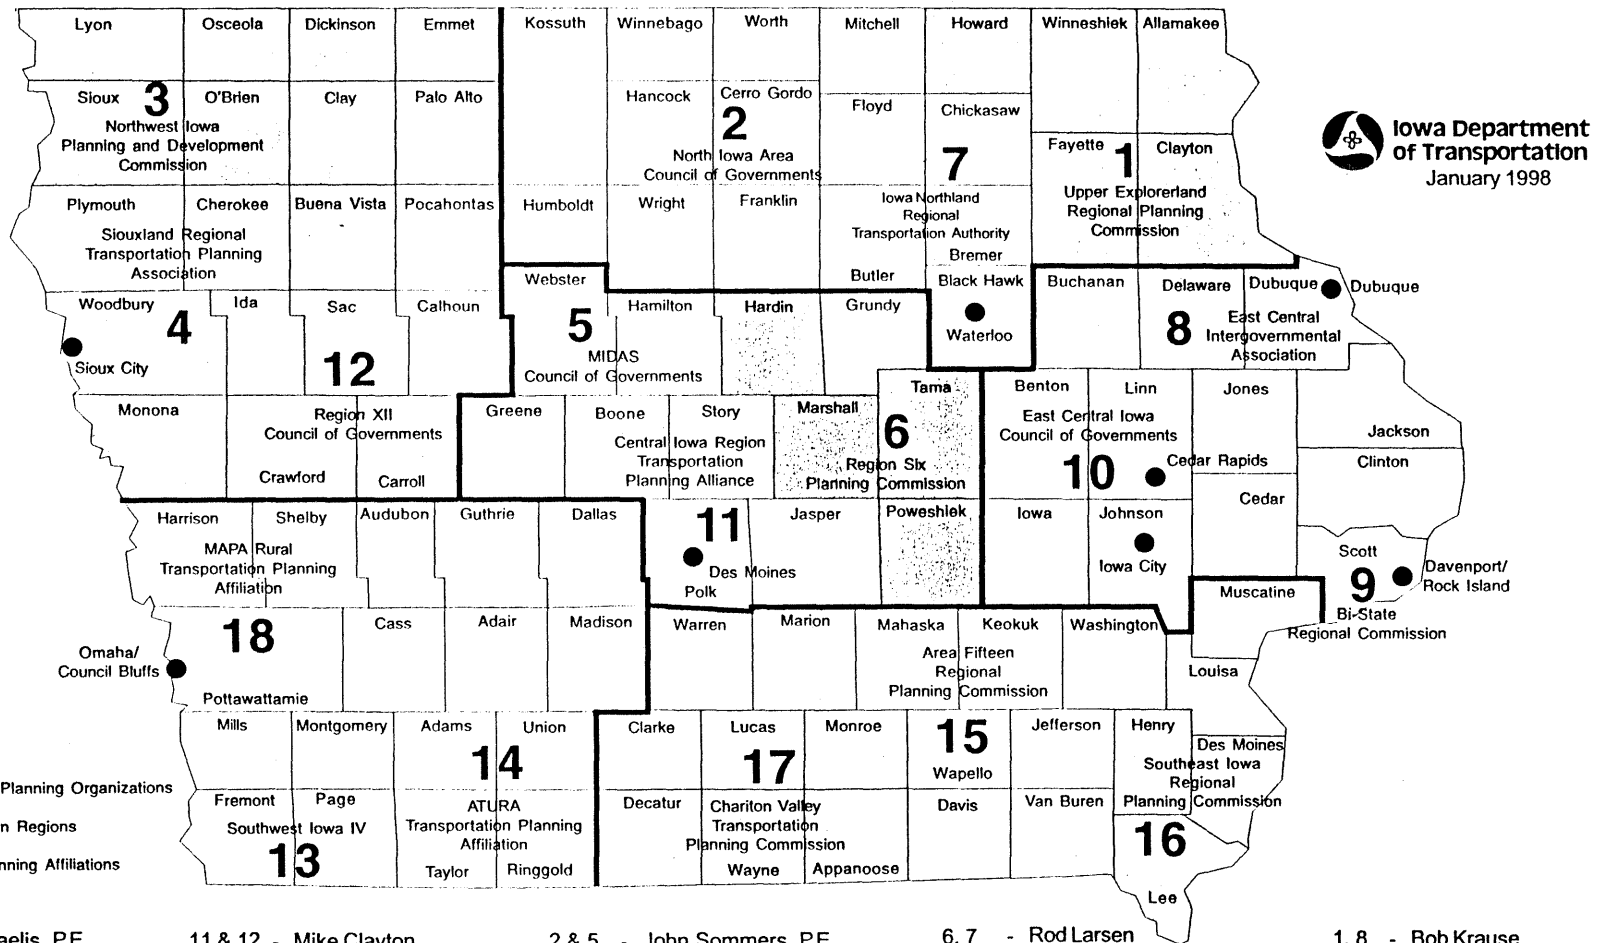 Lyon
Osceola
Dickinson
Emmet
Kossuth
Winnebago
Worth
Mitchell
Howard
Winneshiek
Allamakee
Sioux
3
O'Brien
Clay
Palo Alto
Hancock
Cerro Gordo
2
Floyd
Chickasaw
7
Fayette
1
Clayton
Iowa Department
of Transportation
January 1998
Northwest Iowa
Planning and Development
Commission
North Iowa Area
Council of Governments
Upper Explorerland
Regional Planning
Commission
Plymouth
Cherokee
Buena Vista
Pocahontas
Humboldt
Wright
Franklin
Iowa Northland
Regional
Transportation Authority
Bremer
Butler
Siouxland Regional
Transportation Planning
Association
Webster
Black Hawk
Waterloo
Buchanan
Delaware
Dubuque
Dubuque
Woodbury
4
Sioux City
Ida
Sac
Calhoun
12
5
Hamilton
Hardin
Grundy
MIDAS
Council of Governments
8
East Central
Intergovernmental
Association
Monona
Region XII
Council of Governments
Crawford
Carroll
Greene
Boone
Story
Central Iowa Region
Transportation
Planning Alliance
Marshall
Tama
6
Region Six
Planning Commission
Benton
Linn
Jones
East Central Iowa
Council of Governments
10
Cedar Rapids
Jackson
Clinton
Cedar
Harrison
Shelby
Audubon
Guthrie
Dallas
11
Des Moines
Polk
Jasper
Poweshiek
Iowa
Johnson
Iowa City
Scott
9
Davenport/
Rock Island
Bi-State
Regional Commission
MAPA Rural
Transportation Planning
Affiliation
Muscatine
18
Omaha/
Council Bluffs
Pottawattamie
Cass
Adair
Madison
Warren
Marion
Mahaska
Keokuk
Washington
Area Fifteen
Regional
Planning Commission
Louisa
Mills
Montgomery
Adams
Union
14
Clarke
Lucas
Monroe
17
15
Wapello
Jefferson
Henry
Des Moines
Southeast Iowa
Regional
Planning Commission
16
Lee
Planning Organizations
n Regions
nning Affiliations
Fremont
Page
Southwest Iowa IV
13
ATURA
Transportation Planning
Affiliation
Taylor
Ringgold
Decatur
Chariton Valley
Transportation
Planning Commission
Wayne
Appanoose
Davis
Van Buren
aelis, P.E.
11 & 12 - Mike Clayton
2 & 5 - John Sommers, P.E.
6, 7 - Rod Larsen
1, 8 - Bob Krause